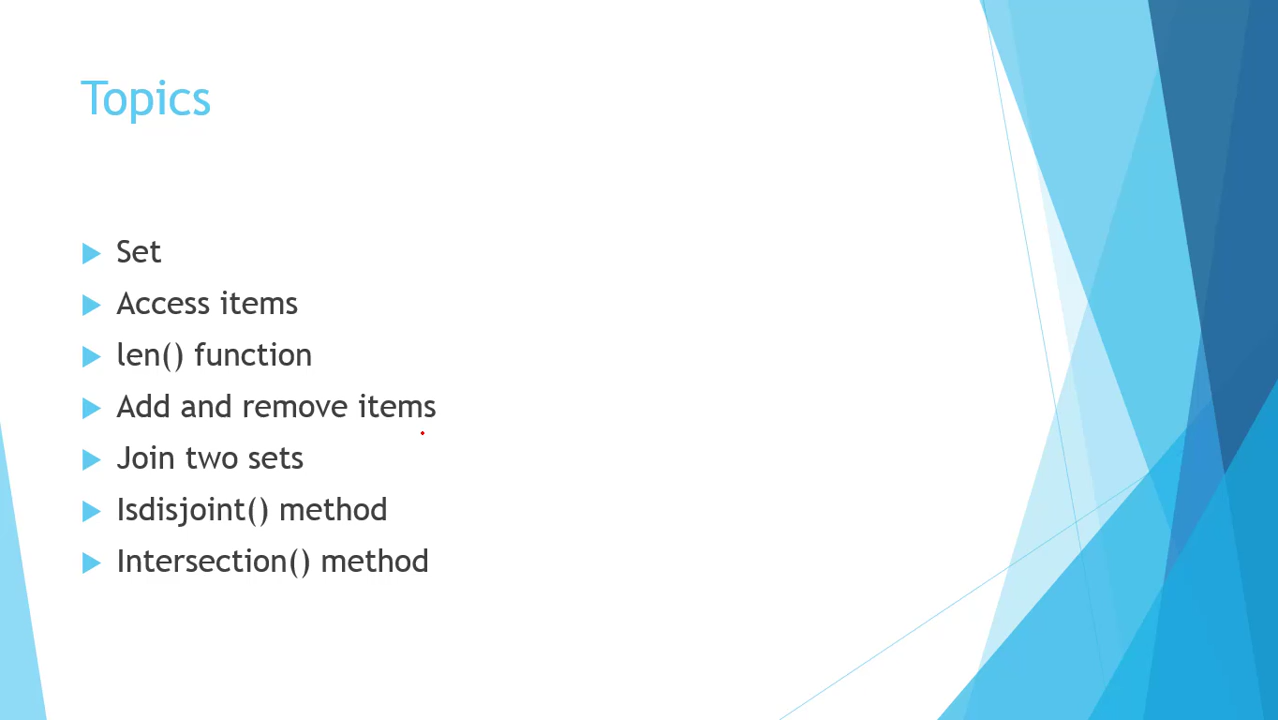 Topics
Set
Access items
len() function
Add and remove items
Join two sets
Isdisjoint() method
Intersection() method